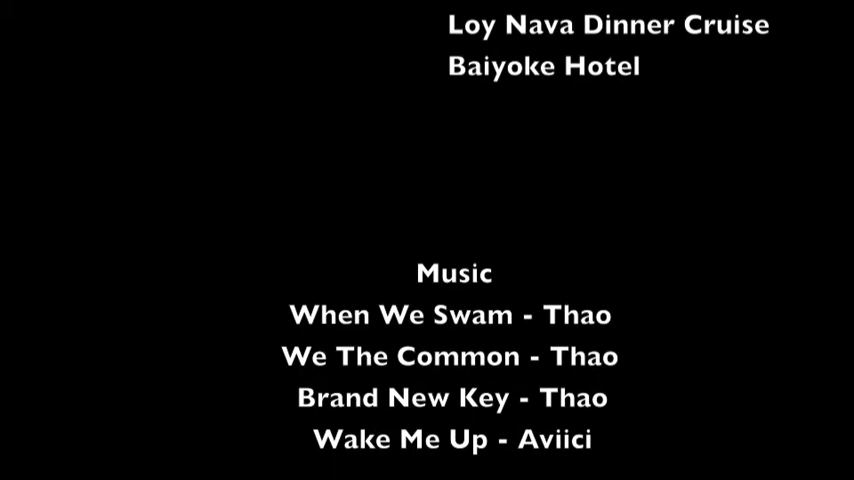 Loy Nava Dinner Cruise
Baiyoke Hotel
Music
When We Swam - Thao
We The Common - Thao
Brand New Key - Thao
Wake Me Up - Aviici